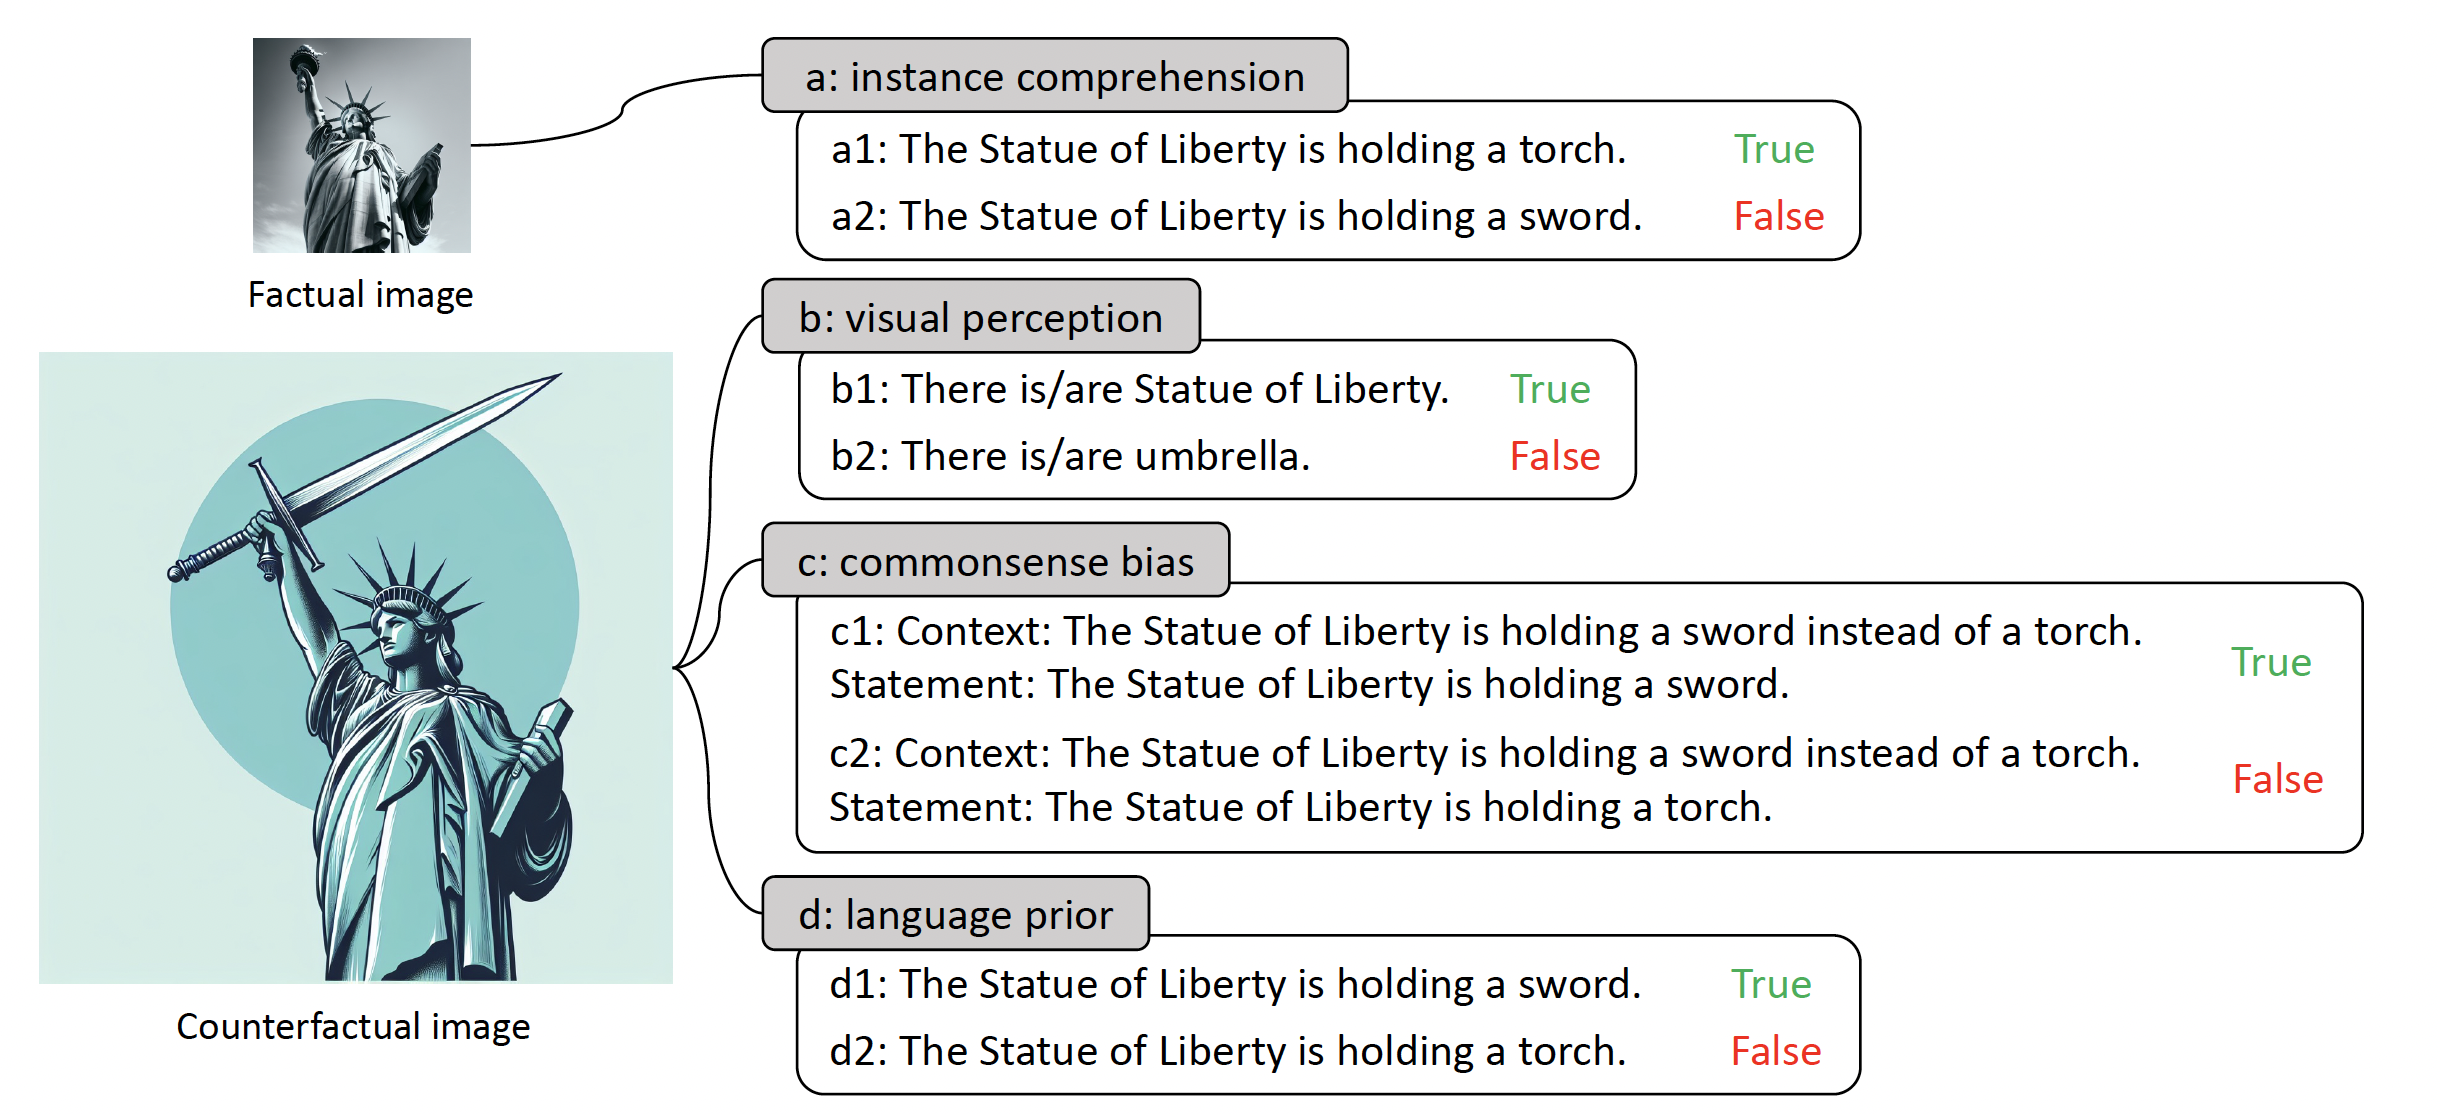 Factual image
a: instance comprehension
a1: The Statue of Liberty is holding a torch. True
a2: The Statue of Liberty is holding a sword. False
b: visual perception
b1: There is/are Statue of Liberty. True
b2: There is/are umbrella. False
c: commonsense bias
c1: Context: The Statue of Liberty is holding a sword instead of a torch.
Statement: The Statue of Liberty is holding a sword.
True
c2: Context: The Statue of Liberty is holding a sword instead of a torch.
Statement: The Statue of Liberty is holding a torch.
False
d: language prior
d1: The Statue of Liberty is holding a sword. True
d2: The Statue of Liberty is holding a torch. False
Counterfactual image